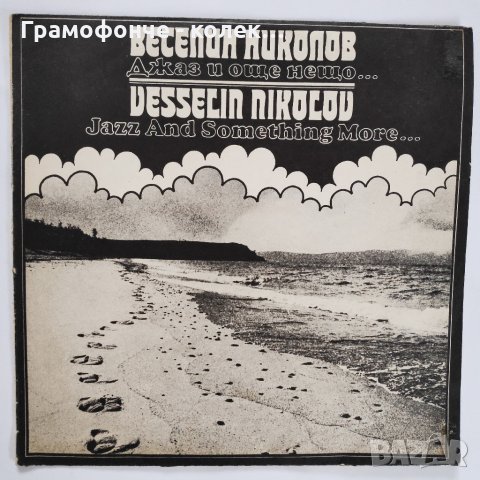 Грамофонче - колек...
ВЕСЕЛИН НИКОЛОВ
Джаз и още нещо...
VESSELIN NIKOLOV
Jazz And Something More...
BAZAR